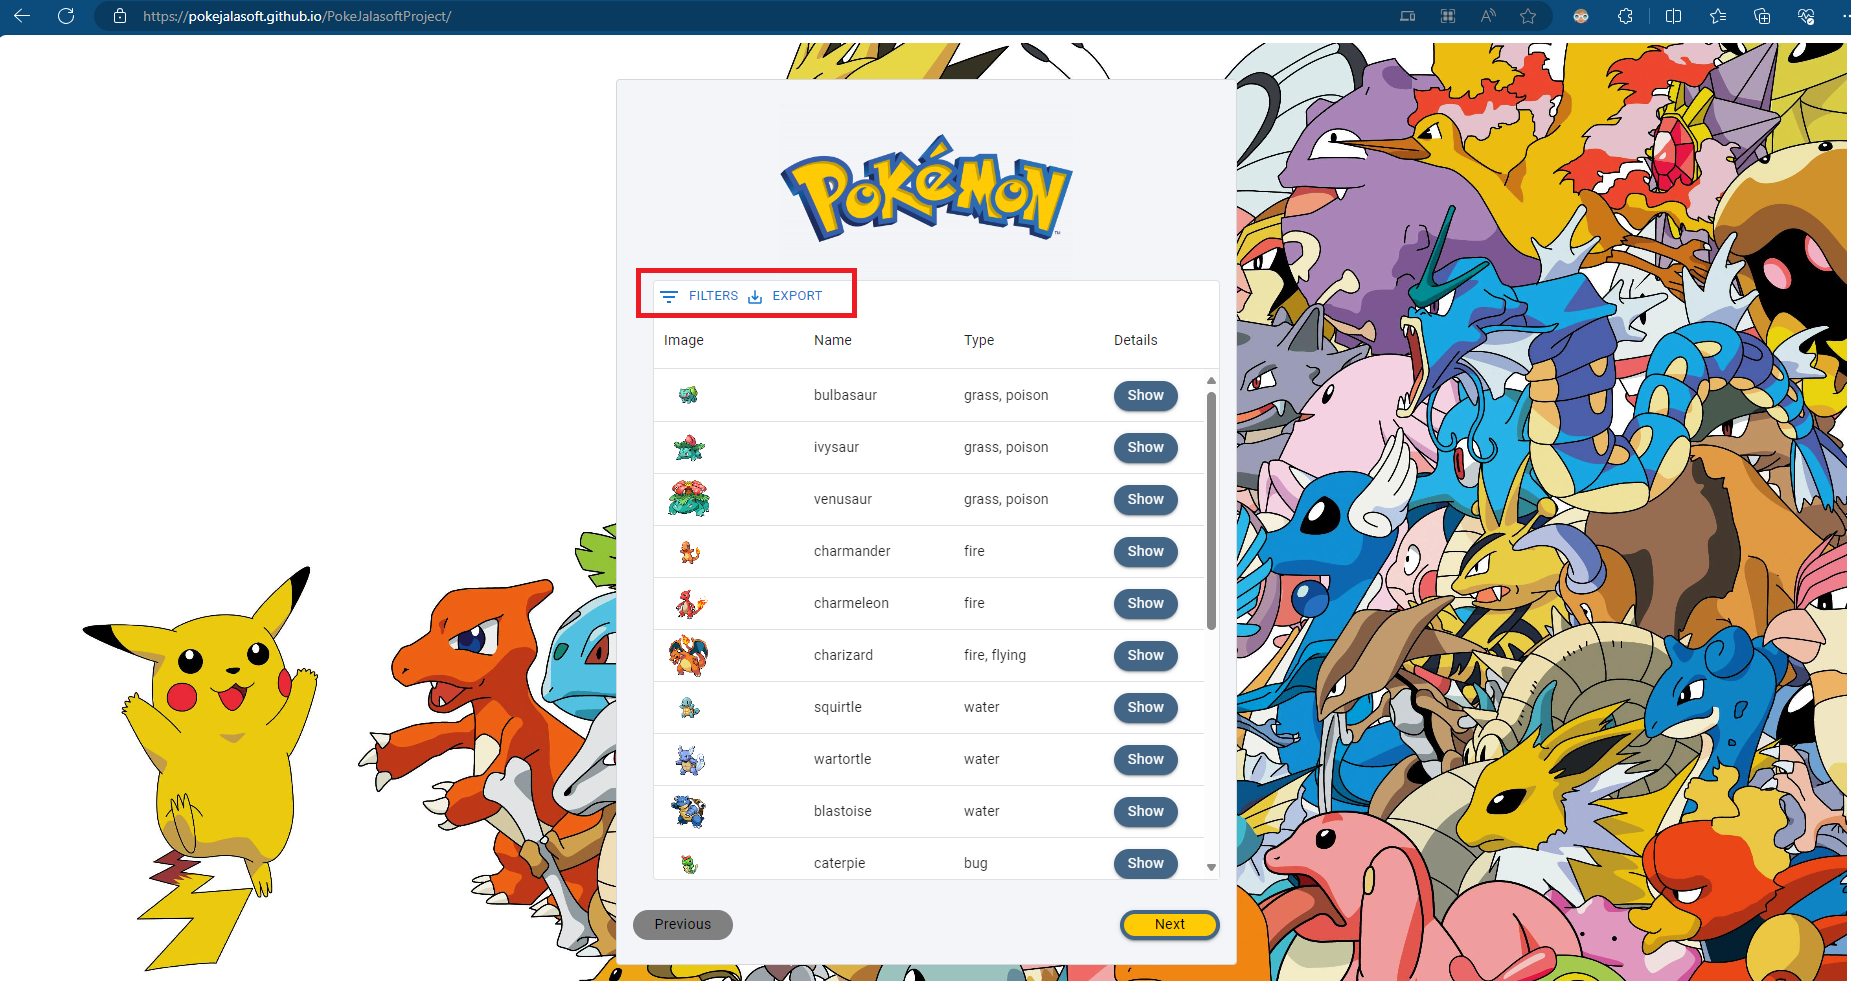 https://pokejalasoft.github.io/PokeJalasoftProject/
POKéMON
TM
FILTERS EXPORT
Image Name Type Details
bulbasaur grass, poison Show
ivysaur grass, poison Show
venusaur grass, poison Show
charmander fire Show
charmeleon fire Show
charizard fire, flying Show
squirtle water Show
wartortle water Show
blastoise water Show
caterpie bug Show
Previous Next